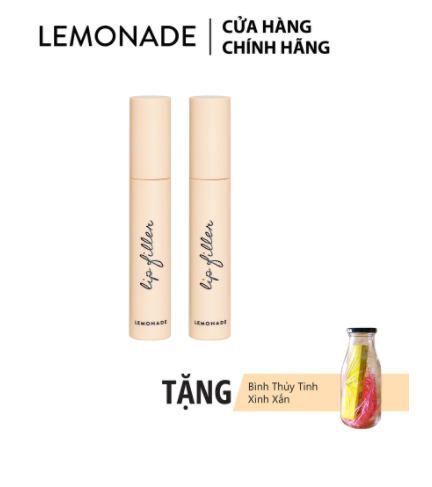 LEMONADE
CỬA HÀNG
CHÍNH HÃNG
lip filler
LEMONADE
lip filler
LEMONADE
TẶNG
Bình Thủy Tinh
Xinh Xắn